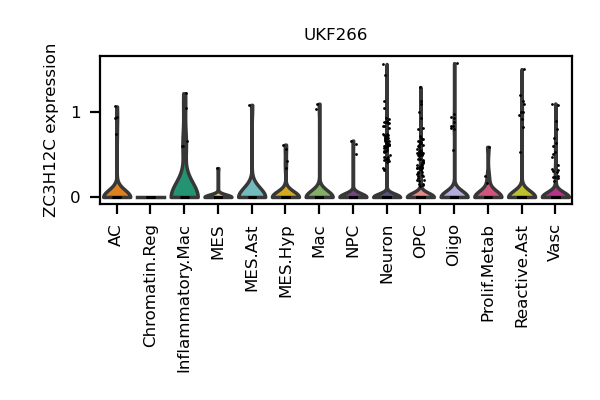 UKF266
ZC3H12C expression
1
0
AC
Chromatin.Reg
Inflammatory.Mac
MES
MES.Ast
MES.Hyp
Mac
NPC
Neuron
OPC
Oligo
Prolif.Metab
Reactive.Ast
Vasc